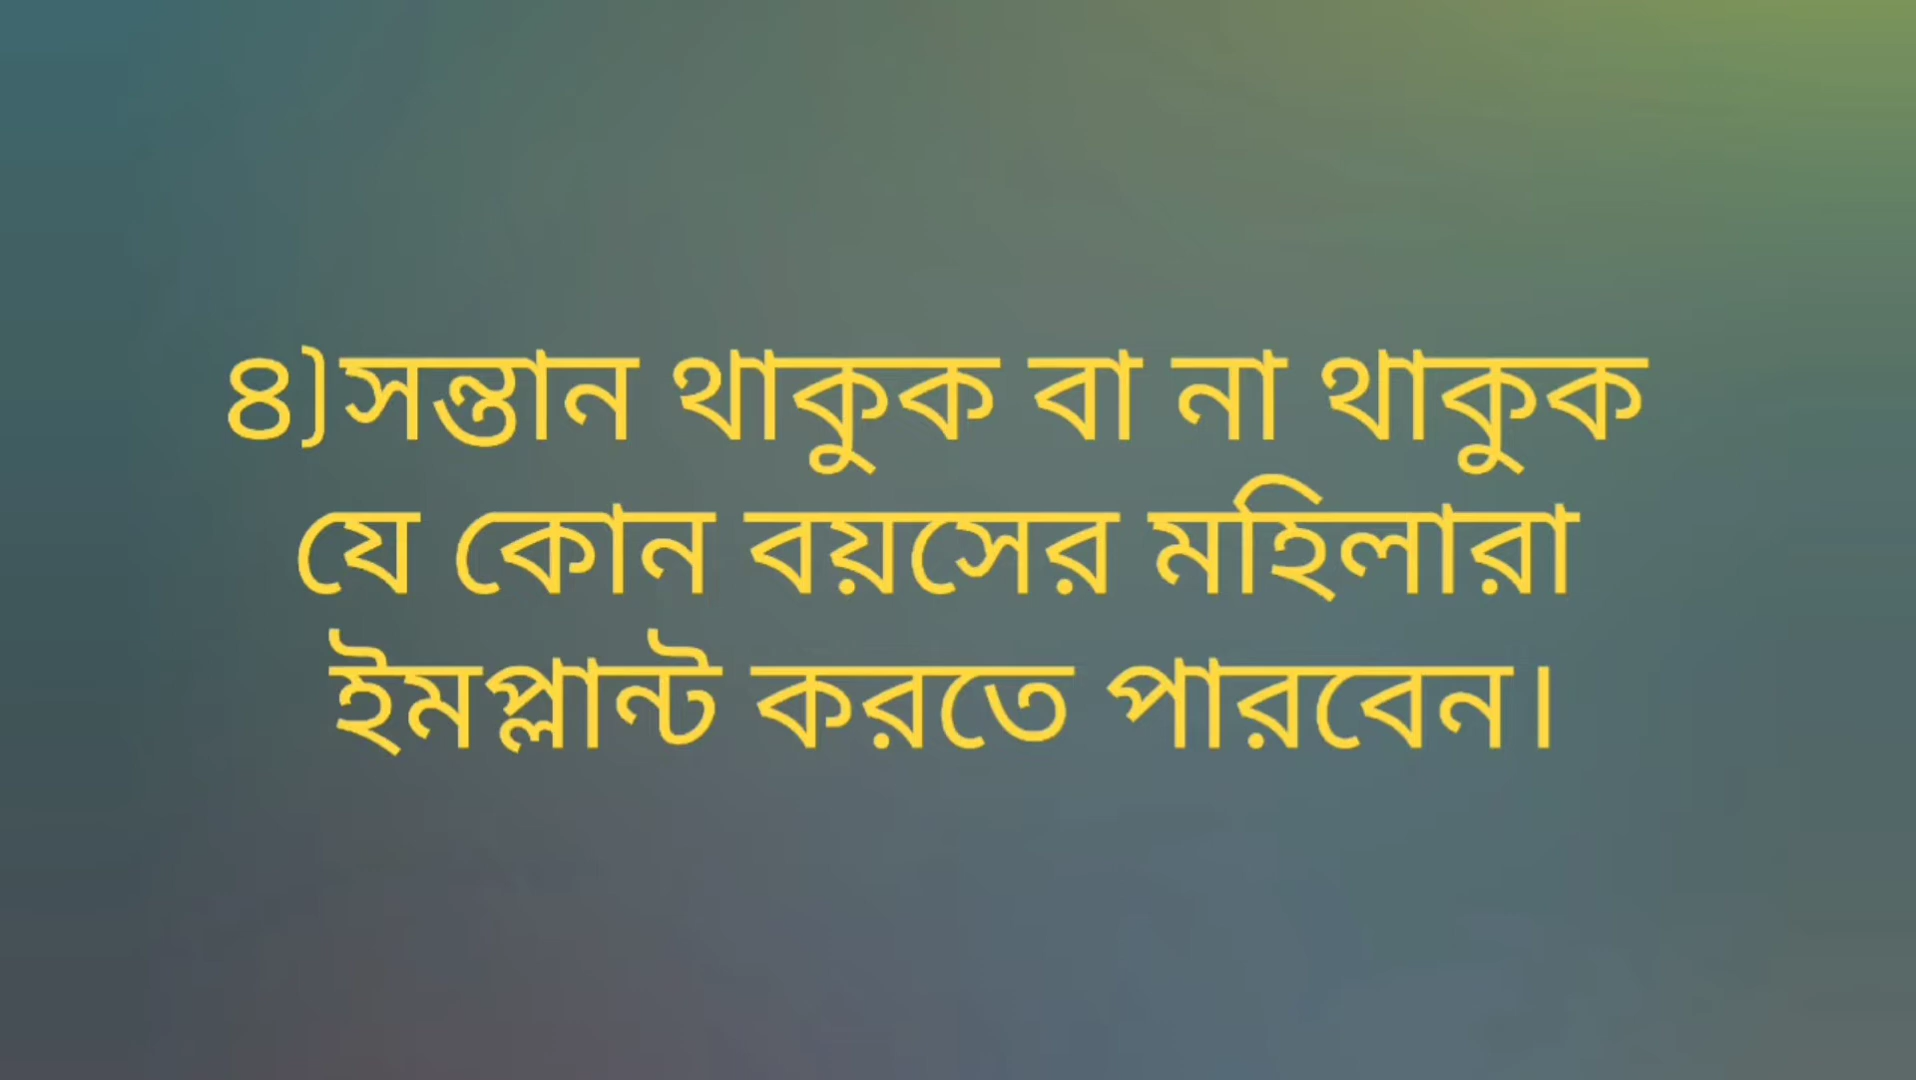 ৪)সন্তান থাকুক বা না থাকুক
যে কোন বয়সের মহিলারা
ইমপ্লান্ট করতে পারবেন।